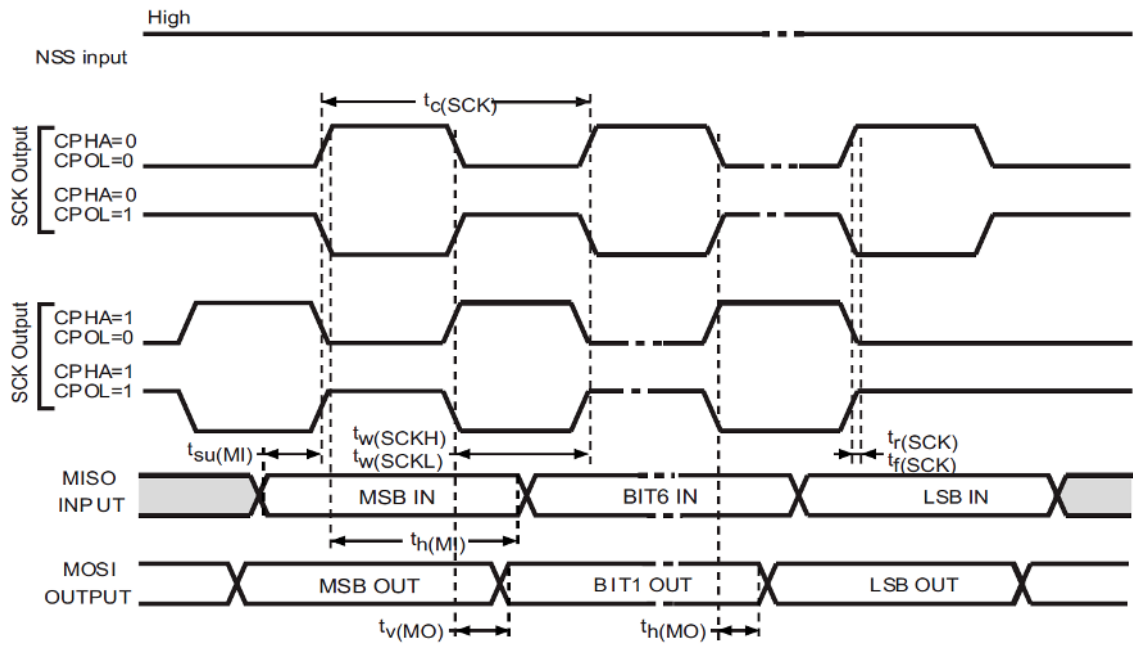 High
NSS input
tc(SCK)
SCK Output
CPHA=0
CPOL=0
CPHA=0
CPOL=1
SCK Output
CPHA=1
CPOL=0
CPHA=1
CPOL=1
tsu(MI)
tw(SCKH)
tw(SCKL)
tr(SCK)
tf(SCK)
MISO
INPUT
MSB IN
BIT6 IN
LSB IN
th(MI)
MOSI
OUTPUT
MSB OUT
BIT1 OUT
LSB OUT
tv(MO)
th(MO)